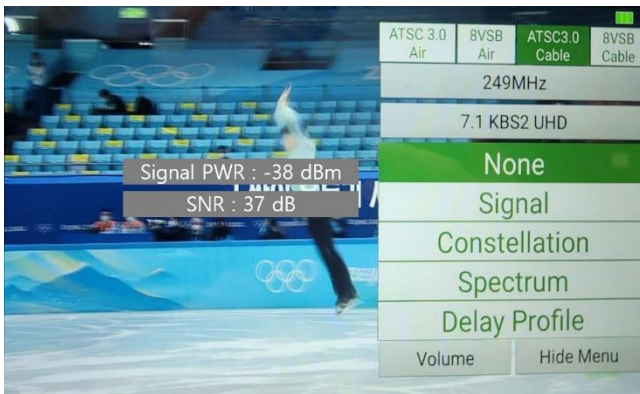 ATSC 3.0 Air
8VSB Air
ATSC3.0 Cable
8VSB Cable
249MHz
7.1 KBS2 UHD
Signal PWR : -38 dBm
SNR : 37 dB
None
Signal
Constellation
Spectrum
Delay Profile
Volume
Hide Menu